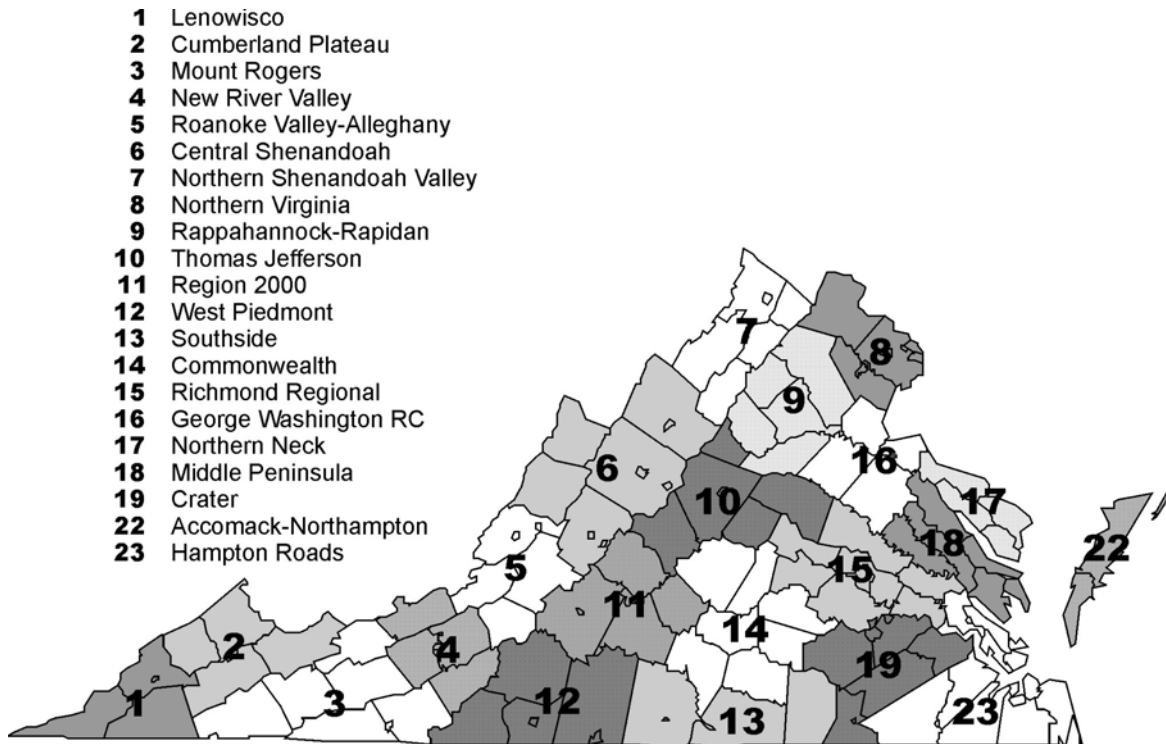 1 Lenowisco
2 Cumberland Plateau
3 Mount Rogers
4 New River Valley
5 Roanoke Valley-Alleghany
6 Central Shenandoah
7 Northern Shenandoah Valley
8 Northern Virginia
9 Rappahannock-Rapidan
10 Thomas Jefferson
11 Region 2000
12 West Piedmont
13 Southside
14 Commonwealth
15 Richmond Regional
16 George Washington RC
17 Northern Neck
18 Middle Peninsula
19 Crater
22 Accomack-Northampton
23 Hampton Roads
7
8
9
16
6
10
17
18
22
5
15
11
14
2
4
19
1
3
12
13
23